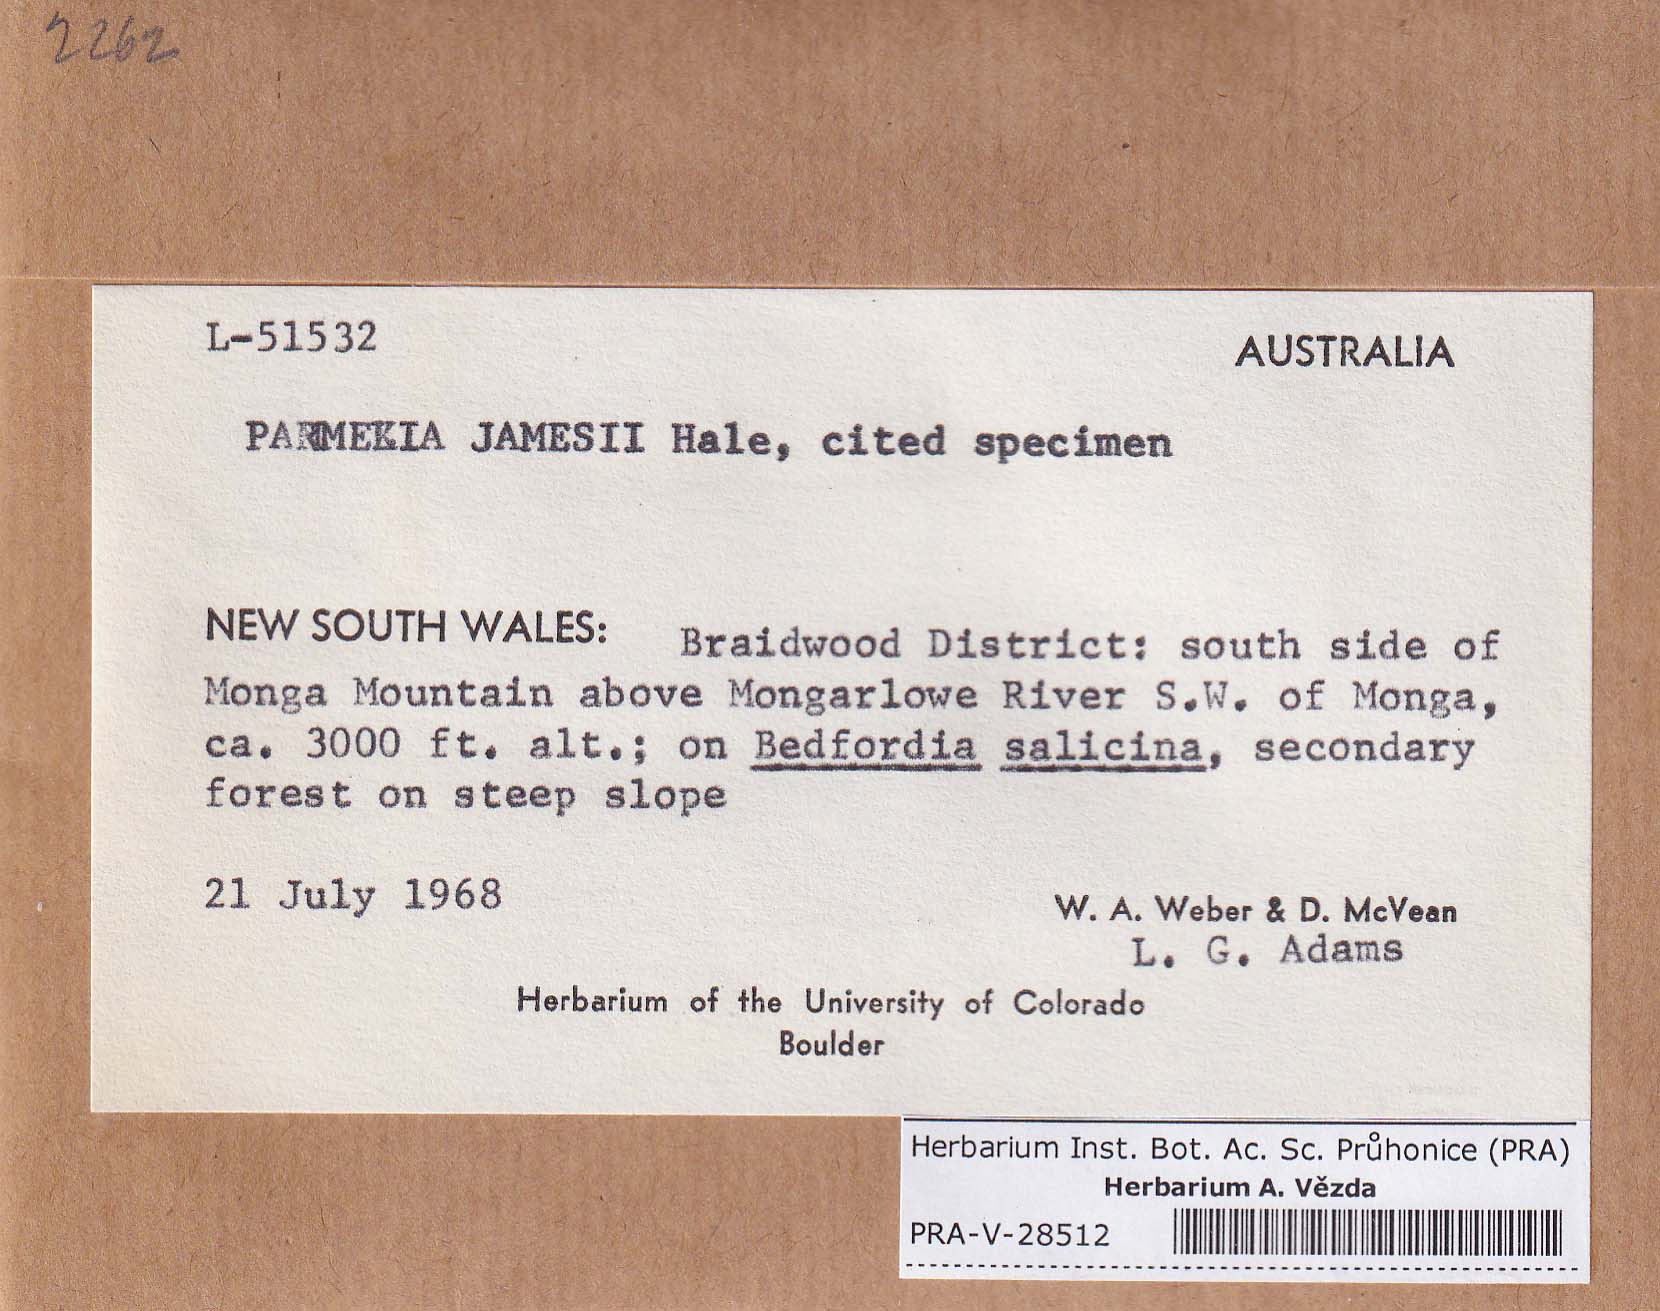 2262
L-51532
AUSTRALIA
PARMEKIA JAMESII Hale, cited specimen
NEW SOUTH WALES: Braidwood District: south side of
Monga Mountain above Mongarlowe River S.W. of Monga,
ca. 3000 ft. alt.; on Bedfordia salicina, secondary
forest on steep slope
21 July 1968
W. A. Weber & D. McVean
L. G. Adams
Herbarium of the University of Colorado
Boulder
Herbarium Inst. Bot. Ac. Sc. Průhonice (PRA)
Herbarium A. Vězda
PRA-V-28512